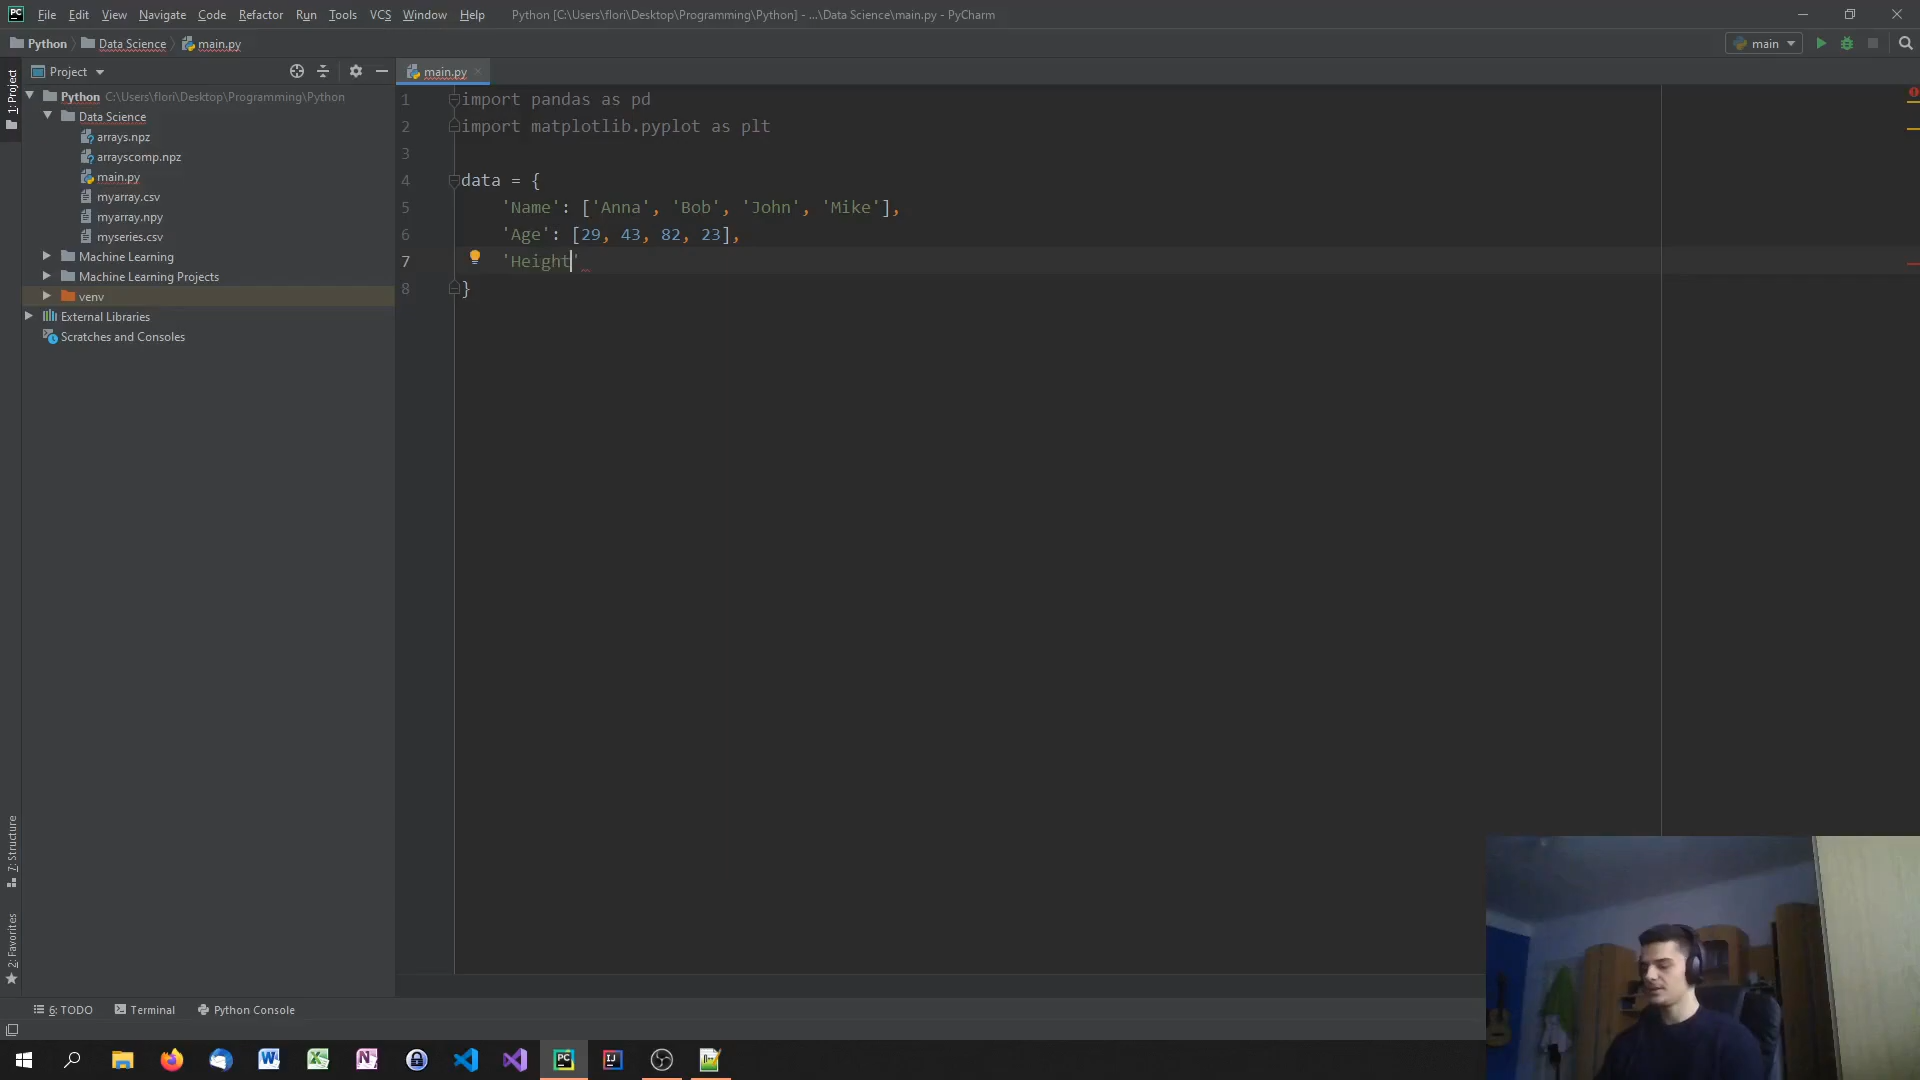 PC File Edit View Navigate Code Refactor Run Tools VCS Window Help Python [C:\Users\flori\Desktop\Programming\Python] - ...\Data Science\main.py - PyCharm
Python Data Science main.py main
Project main.py
1: Project
Python C:\Users\flori\Desktop\Programming\Python
Data Science
arrays.npz
arrayscomp.npz
main.py
myarray.csv
myarray.npy
myseries.csv
Machine Learning
Machine Learning Projects
venv
External Libraries
Scratches and Consoles
1 import pandas as pd
2 import matplotlib.pyplot as plt
3
4 data = {
5 'Name': ['Anna', 'Bob', 'John', 'Mike'],
6 'Age': [29, 43, 82, 23],
7 'Height'
8 }
7: Structure
2: Favorites
6: TODO Terminal Python Console
W X N PC IJ